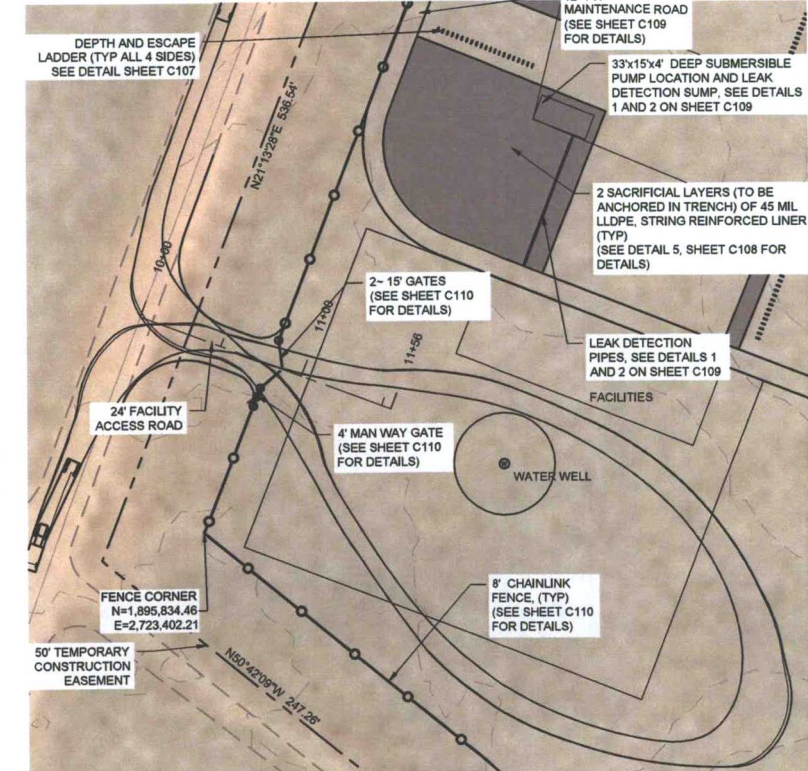 MAINTENANCE ROAD
(SEE SHEET C109
FOR DETAILS)
DEPTH AND ESCAPE
LADDER (TYP ALL 4 SIDES)
SEE DETAIL SHEET C107
33'x15'x4' DEEP SUBMERSIBLE
PUMP LOCATION AND LEAK
DETECTION SUMP, SEE DETAILS
1 AND 2 ON SHEET C109
N21°13'28"E 536.54'
2 SACRIFICIAL LAYERS (TO BE
ANCHORED IN TRENCH) OF 45 MIL
LLDPE, STRING REINFORCED LINER
(TYP)
(SEE DETAIL 5, SHEET C108 FOR
DETAILS)
10+00
2~ 15' GATES
(SEE SHEET C110
FOR DETAILS)
11+00
11+56
LEAK DETECTION
PIPES, SEE DETAILS 1
AND 2 ON SHEET C109
FACILITIES
24' FACILITY
ACCESS ROAD
4' MAN WAY GATE
(SEE SHEET C110
FOR DETAILS)
WATER WELL
FENCE CORNER
N=1,895,834.46
E=2,723,402.21
8' CHAINLINK
FENCE, (TYP)
(SEE SHEET C110
FOR DETAILS)
50' TEMPORARY
CONSTRUCTION
EASEMENT
N50°42'09"W 247.26'